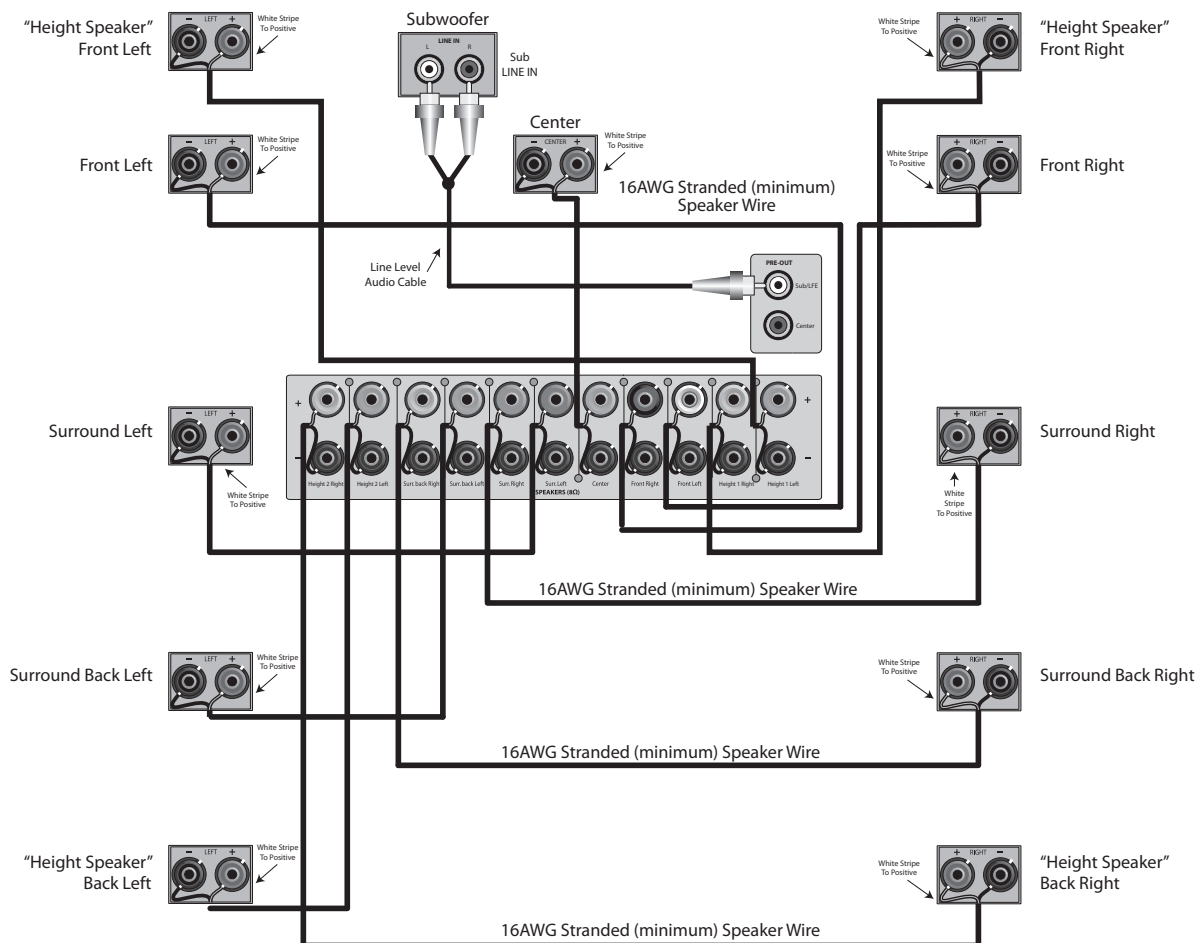 “Height Speaker”
Front Left
− LEFT +
White Stripe
To Positive
Subwoofer
LINE IN
L R
Sub
LINE IN
White Stripe
To Positive
+ RIGHT −
“Height Speaker”
Front Right
Front Left
− LEFT +
White Stripe
To Positive
Center
− CENTER +
White Stripe
To Positive
White Stripe
To Positive
+ RIGHT −
Front Right
16AWG Stranded (minimum)
Speaker Wire
Line Level
Audio Cable
PRE-OUT
Sub/LFE
Center
+ +
− −
Height 2 Right Height 2 Left Surr. back Right Surr. back Left Surr. Right Surr. Left Center Front Right Front Left Height 1 Right Height 1 Left
SPEAKERS (8Ω)
Surround Left
− LEFT +
White Stripe
To Positive
+ RIGHT −
Surround Right
White
Stripe
To Positive
16AWG Stranded (minimum) Speaker Wire
Surround Back Left
− LEFT +
White Stripe
To Positive
White Stripe
To Positive
+ RIGHT −
Surround Back Right
16AWG Stranded (minimum) Speaker Wire
“Height Speaker”
Back Left
− LEFT +
White Stripe
To Positive
White Stripe
To Positive
+ RIGHT −
“Height Speaker”
Back Right
16AWG Stranded (minimum) Speaker Wire